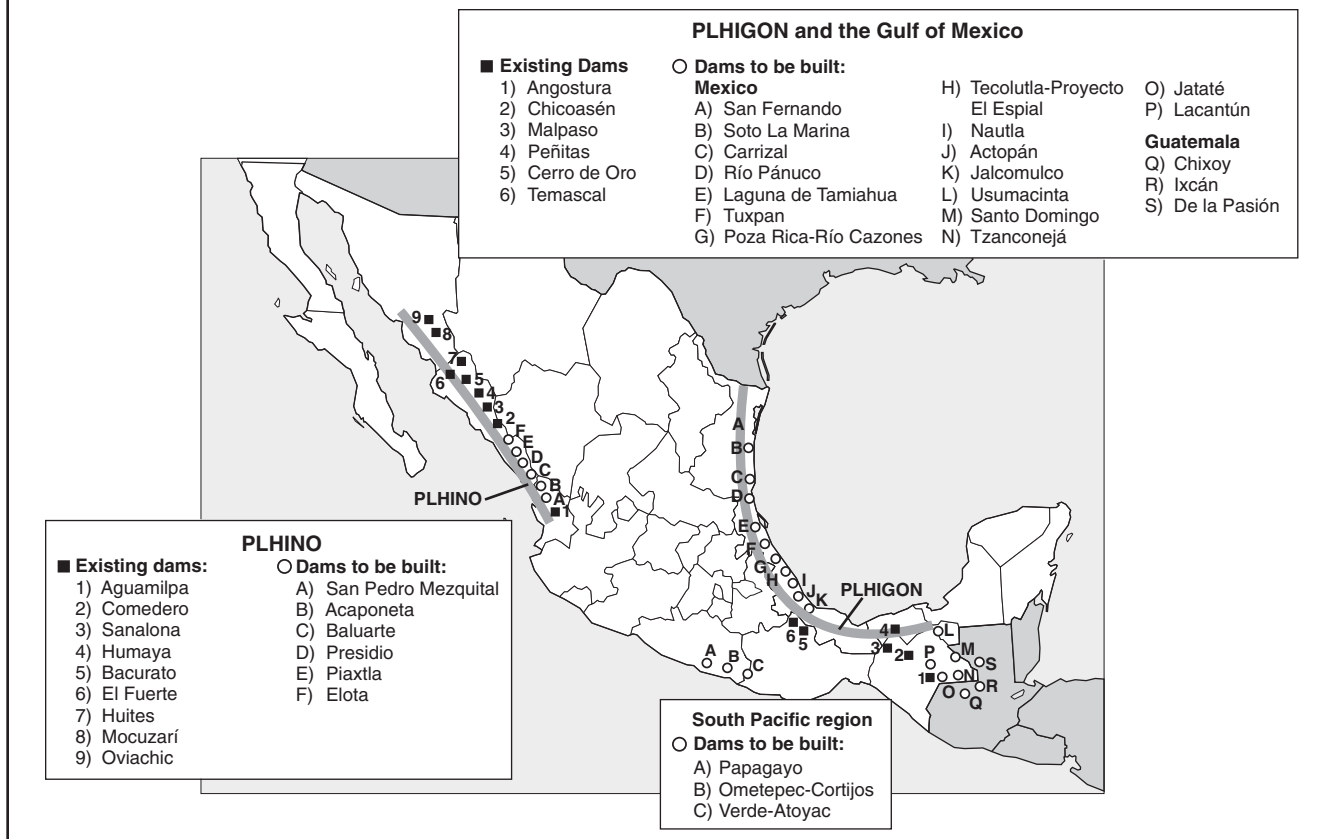 PLHIGON and the Gulf of Mexico
■ Existing Dams
1) Angostura
2) Chicoasén
3) Malpaso
4) Peñitas
5) Cerro de Oro
6) Temascal
○ Dams to be built:
Mexico
A) San Fernando
B) Soto La Marina
C) Carrizal
D) Río Pánuco
E) Laguna de Tamiahua
F) Tuxpan
G) Poza Rica-Río Cazones
H) Tecolutla-Proyecto
El Espial
I) Nautla
J) Actopán
K) Jalcomulco
L) Usumacinta
M) Santo Domingo
N) Tzanconejá
O) Jataté
P) Lacantún
Guatemala
Q) Chixoy
R) Ixcán
S) De la Pasión
9
8
7
6
5
4
3
2
F
E
D
C
B
A
1
PLHINO
A
B
C
D
E
F
G
H
I
J
K
PLHIGON
6
5
4
3
2
1
L
M
S
P
N
R
O
Q
A
B
C
PLHINO
■ Existing dams:
1) Aguamilpa
2) Comedero
3) Sanalona
4) Humaya
5) Bacurato
6) El Fuerte
7) Huites
8) Mocuzarí
9) Oviachic
○ Dams to be built:
A) San Pedro Mezquital
B) Acaponeta
C) Baluarte
D) Presidio
E) Piaxtla
F) Elota
South Pacific region
○ Dams to be built:
A) Papagayo
B) Ometepec-Cortijos
C) Verde-Atoyac